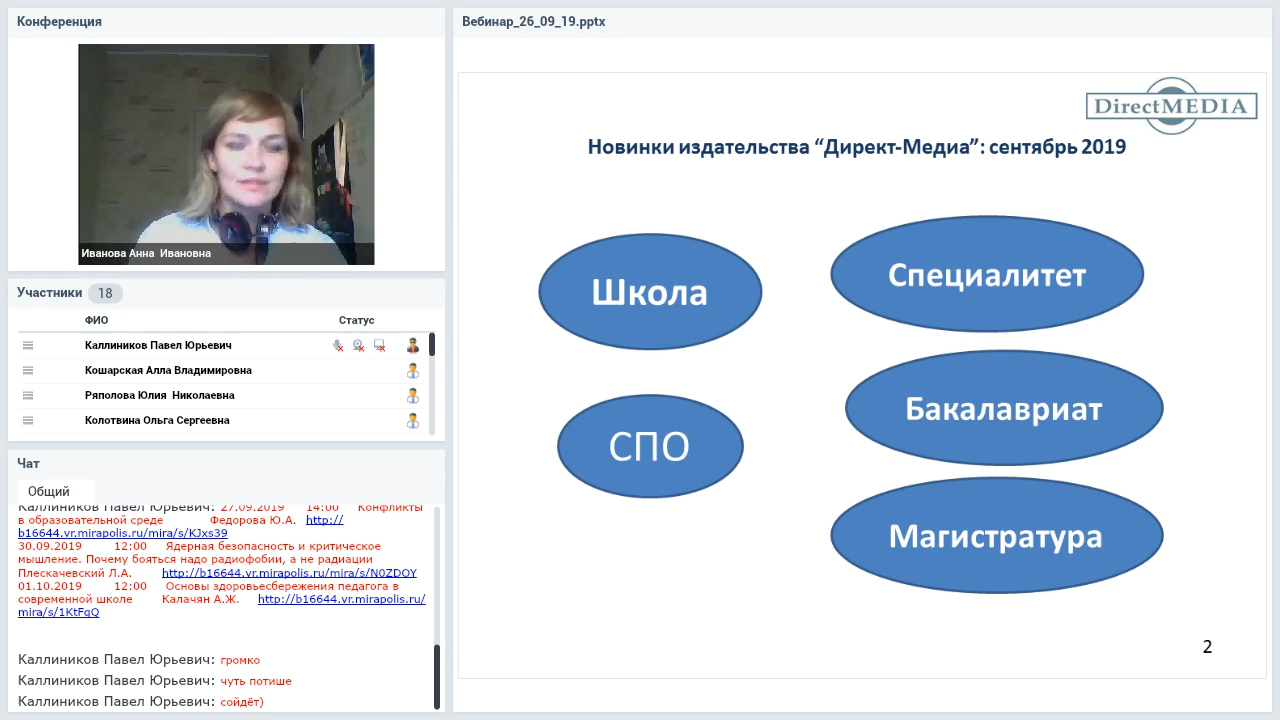 Конференция
Иванова Анна Ивановна
Участники 18
ФИО Статус
Каллиников Павел Юрьевич
Кошарская Алла Владимировна
Ряполова Юлия Николаевна
Колотвина Ольга Сергеевна
Чат
Общий
Каллиников Павел Юрьевич: 27.09.2019 14:00 Конфликты
в образовательной среде Федорова Ю.А. http://
b16644.vr.mirapolis.ru/mira/s/KJxs39
30.09.2019 12:00 Ядерная безопасность и критическое
мышление. Почему бояться надо радиофобии, а не радиации
Плескачевский Л.А. http://b16644.vr.mirapolis.ru/mira/s/N0ZDOY
01.10.2019 12:00 Основы здоровьесбережения педагога в
современной школе Калачян А.Ж. http://b16644.vr.mirapolis.ru/
mira/s/1KtFqQ
Каллиников Павел Юрьевич: громко
Каллиников Павел Юрьевич: чуть потише
Каллиников Павел Юрьевич: сойдёт)
Вебинар_26_09_19.pptx
DirectMEDIA
Новинки издательства “Директ-Медиа”: сентябрь 2019
Школа
Специалитет
Бакалавриат
СПО
Магистратура
2